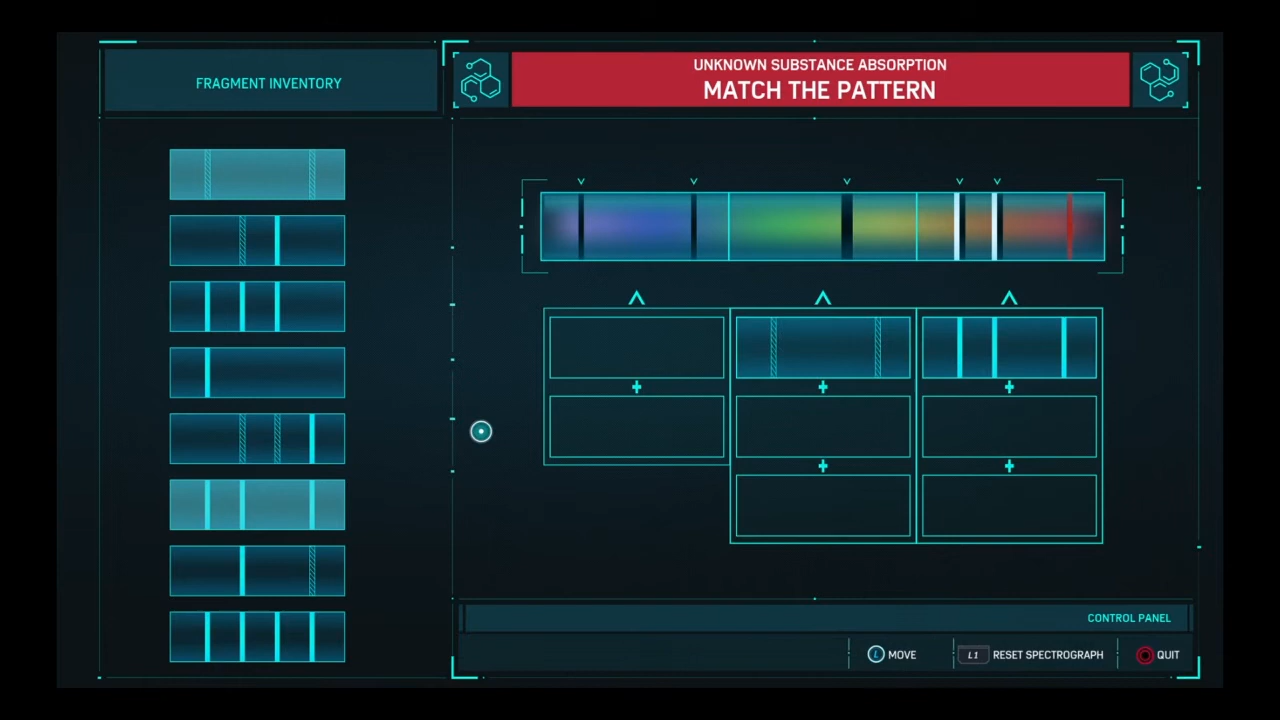 FRAGMENT INVENTORY
UNKNOWN SUBSTANCE ABSORPTION
MATCH THE PATTERN
CONTROL PANEL
L MOVE
L1 RESET SPECTROGRAPH
QUIT